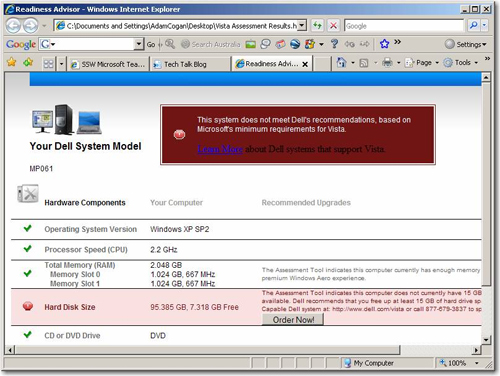 Readiness Advisor - Windows Internet Explorer
C:\Documents and Settings\AdamCogan\Desktop\Vista Assessment Results.h
Live Search
Google G Go Search Australia Settings
SSW Microsoft Tea... Tech Talk Blog Readiness Advi... Page Tools
This system does not meet Dell's recommendations, based on
Microsoft's minimum requirements for Vista.
Learn More about Dell systems that support Vista.
Your Dell System Model
MP061
Hardware Components Your Computer Recommended Upgrades
Operating System Version Windows XP SP2
Processor Speed (CPU) 2.2 GHz
Total Memory (RAM) 2.048 GB
Memory Slot 0 1.024 GB, 667 MHz
Memory Slot 1 1.024 GB, 667 MHz
The Assessment Tool indicates this computer currently has enough memory
premium Windows Aero experience.
Hard Disk Size 95.385 GB, 7.318 GB Free
The Assessment Tool indicates this computer does not currently have 15 GB
available. Dell recommends that you free up at least 15 GB of hard drive sp
Capable Dell system at: http://www.dell.com/vista or call 877-679-3837 to sp
Order Now!
CD or DVD Drive DVD
My Computer 100%